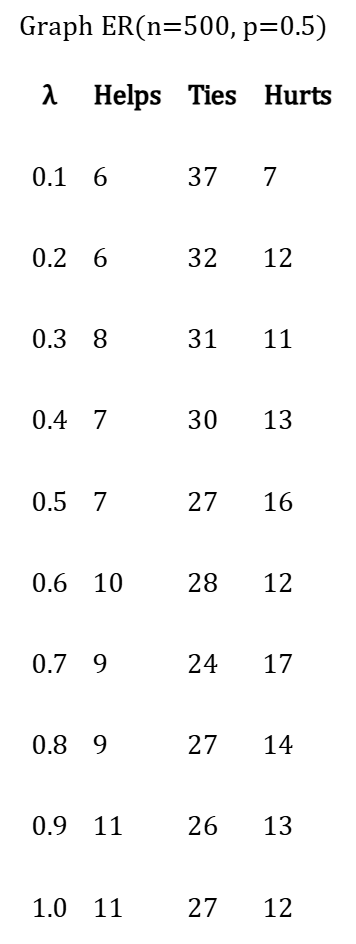 Graph ER(n=500, p=0.5)
λ Helps Ties Hurts
0.1 6 37 7
0.2 6 32 12
0.3 8 31 11
0.4 7 30 13
0.5 7 27 16
0.6 10 28 12
0.7 9 24 17
0.8 9 27 14
0.9 11 26 13
1.0 11 27 12